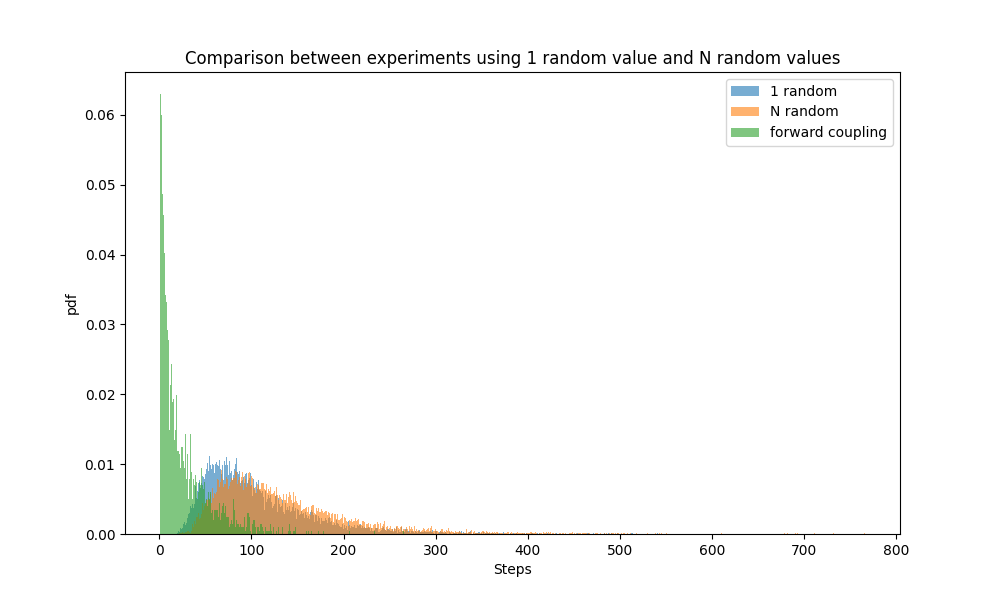 Comparison between experiments using 1 random value and N random values
1 random
N random
forward coupling
pdf
0.06
0.05
0.04
0.03
0.02
0.01
0.00
0 100 200 300 400 500 600 700 800
Steps